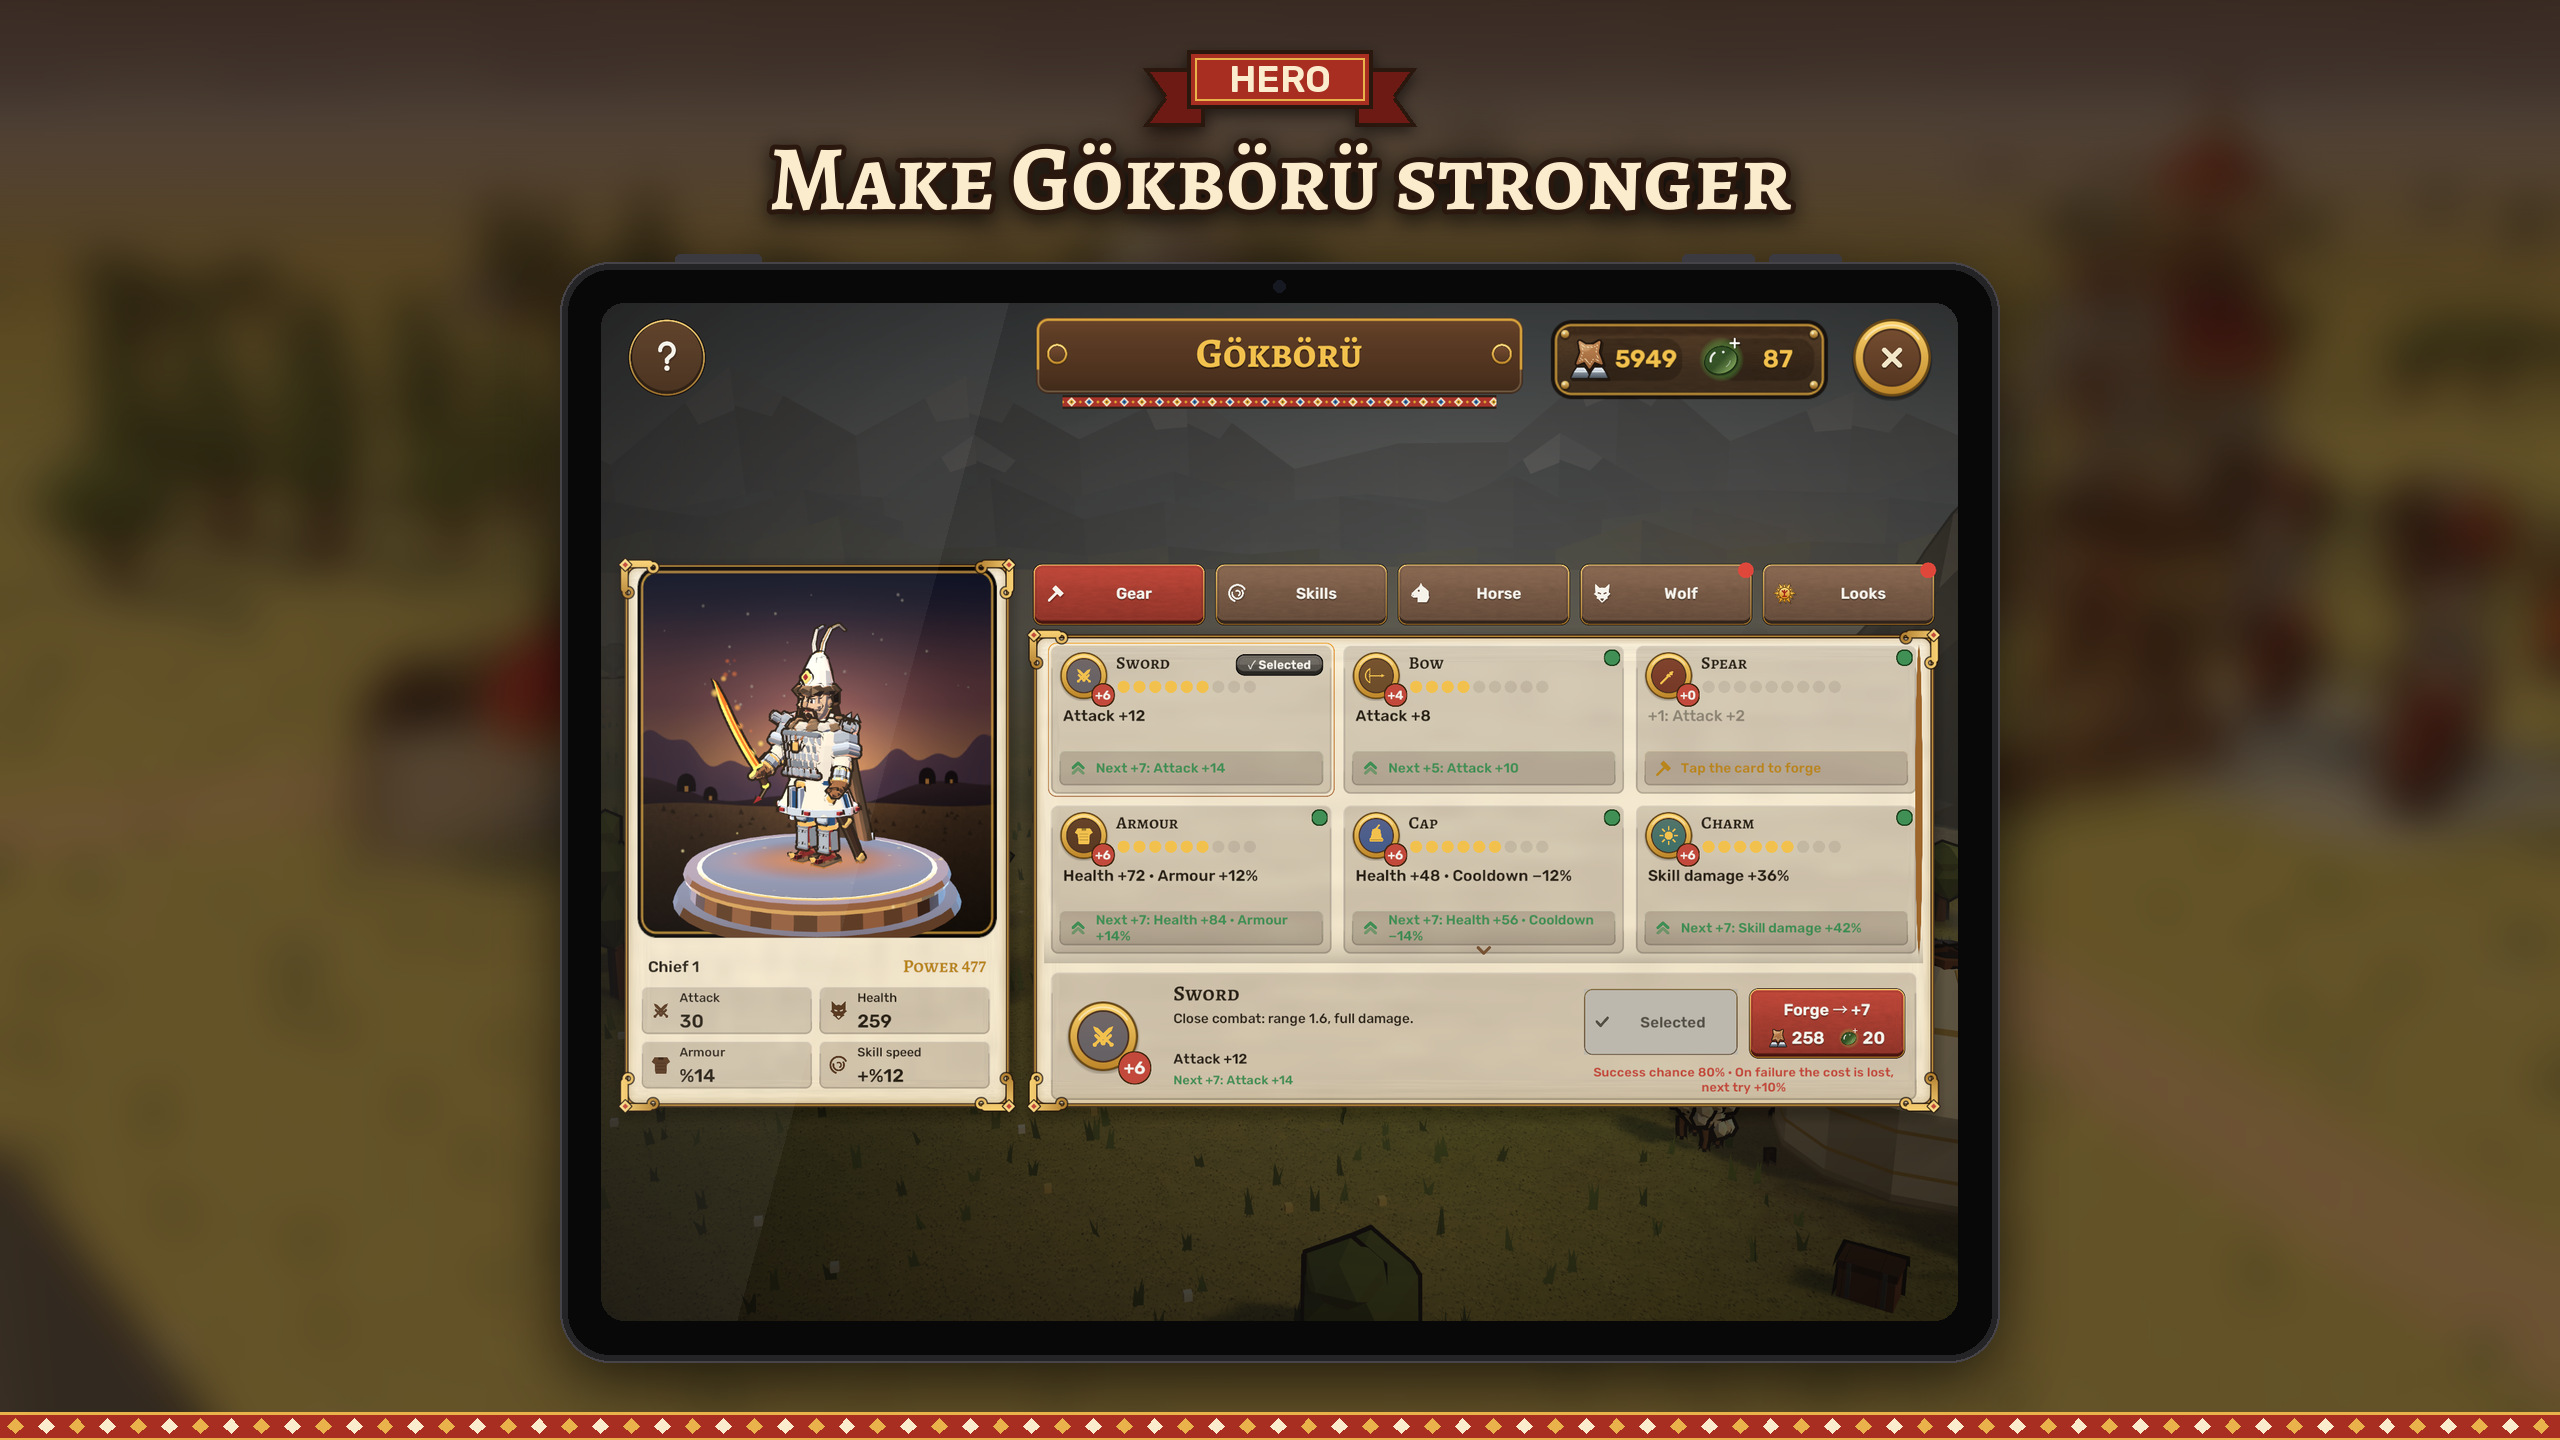 HERO
Make Gökbörü stronger
?
Gökbörü
5949
87
Gear
Skills
Horse
Wolf
Looks
Sword
✓ Selected
+6
Attack +12
Next +7: Attack +14
Bow
+4
Attack +8
Next +5: Attack +10
Spear
+0
+1: Attack +2
Tap the card to forge
Armour
+6
Health +72 • Armour +12%
Next +7: Health +84 • Armour
+14%
Cap
+6
Health +48 • Cooldown −12%
Next +7: Health +56 • Cooldown
−14%
Charm
+6
Skill damage +36%
Next +7: Skill damage +42%
Chief 1
Power 477
Attack
30
Health
259
Armour
%14
Skill speed
+%12
Sword
Close combat: range 1.6, full damage.
+6
Attack +12
Next +7: Attack +14
Selected
Forge → +7
258
20
Success chance 80% • On failure the cost is lost,
next try +10%